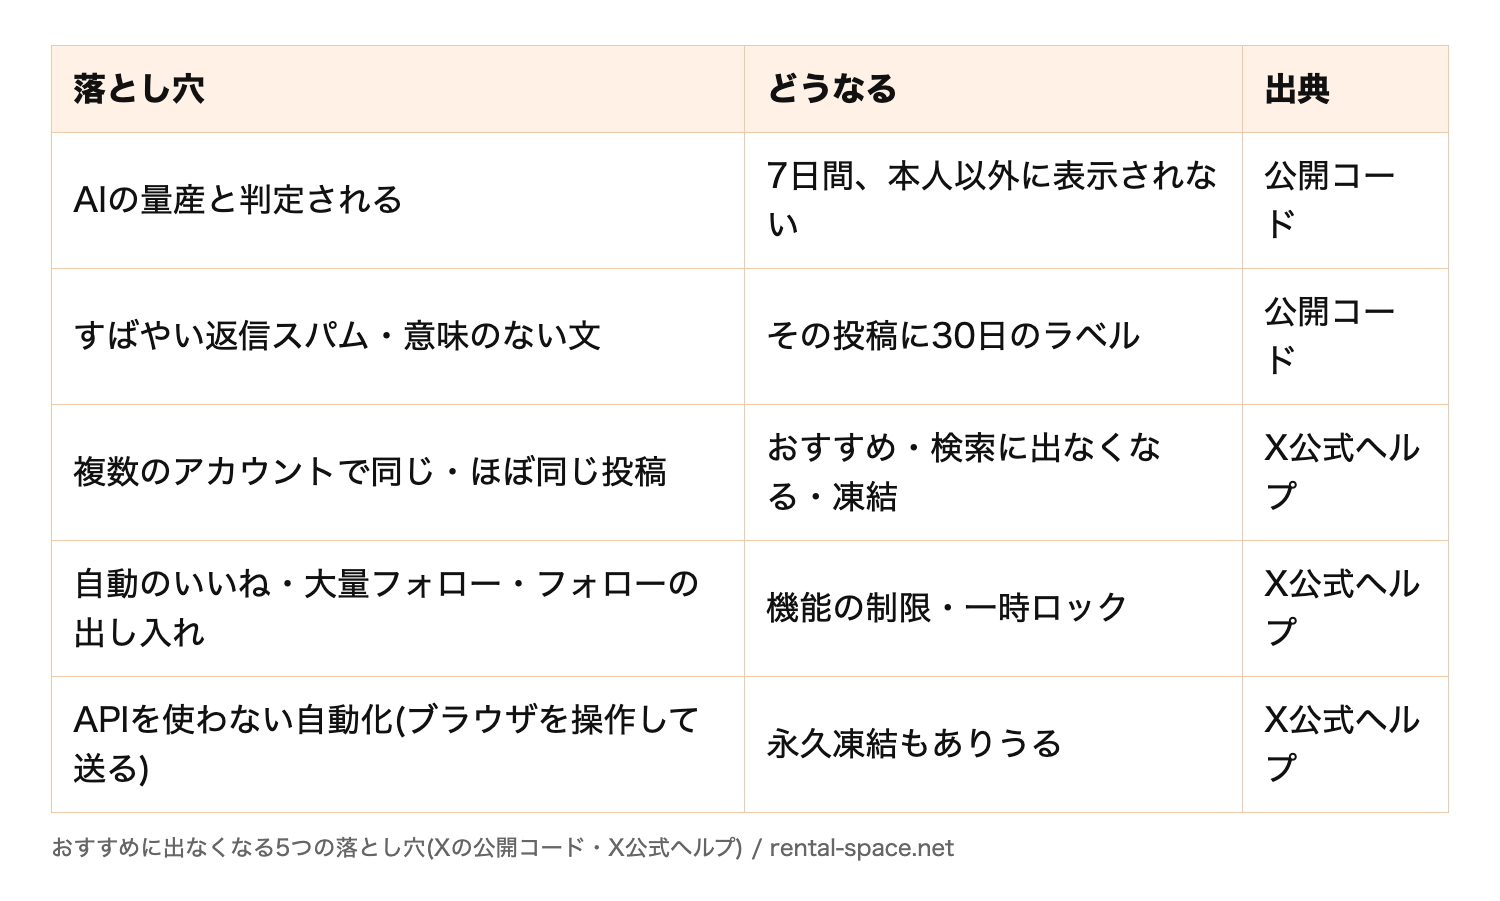 落とし穴 どうなる 出典
AIの量産と判定される 7日間、本人以外に表示されな
い 公開コー
ド
すばやい返信スパム・意味のない文 その投稿に30日のラベル 公開コー
ド
複数のアカウントで同じ・ほぼ同じ投稿 おすすめ・検索に出なくな
る・凍結 X公式ヘル
プ
自動のいいね・大量フォロー・フォローの
出し入れ 機能の制限・一時ロック X公式ヘル
プ
APIを使わない自動化(ブラウザを操作して
送る) 永久凍結もありうる X公式ヘル
プ
おすすめに出なくなる5つの落とし穴(Xの公開コード・X公式ヘルプ) / rental-space.net